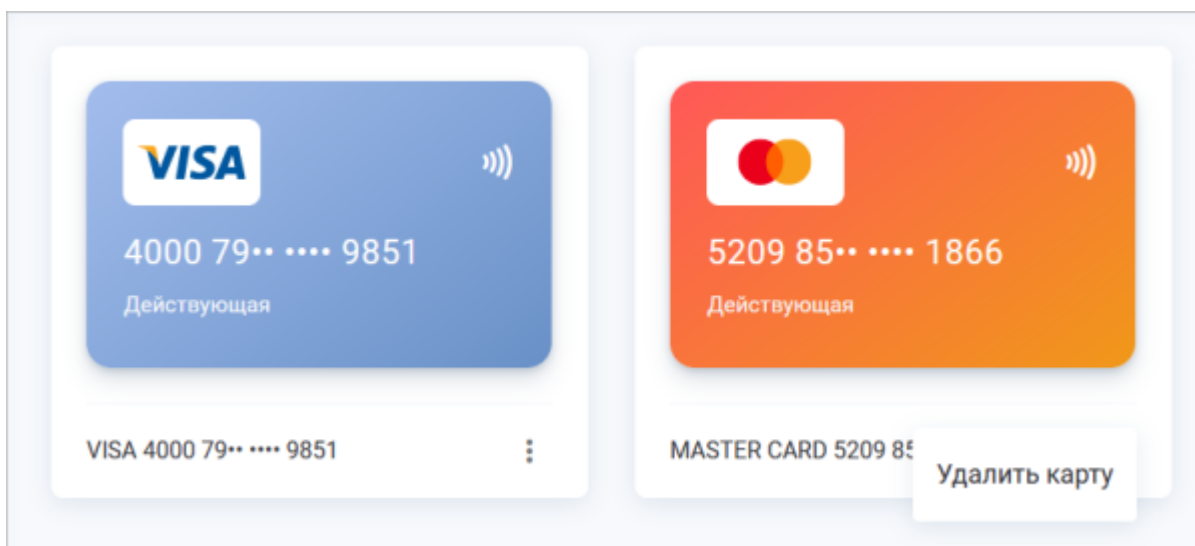 VISA
4000 79•• •••• 9851
Действующая
VISA 4000 79•• •••• 9851
5209 85•• •••• 1866
Действующая
MASTER CARD 5209 85
Удалить карту